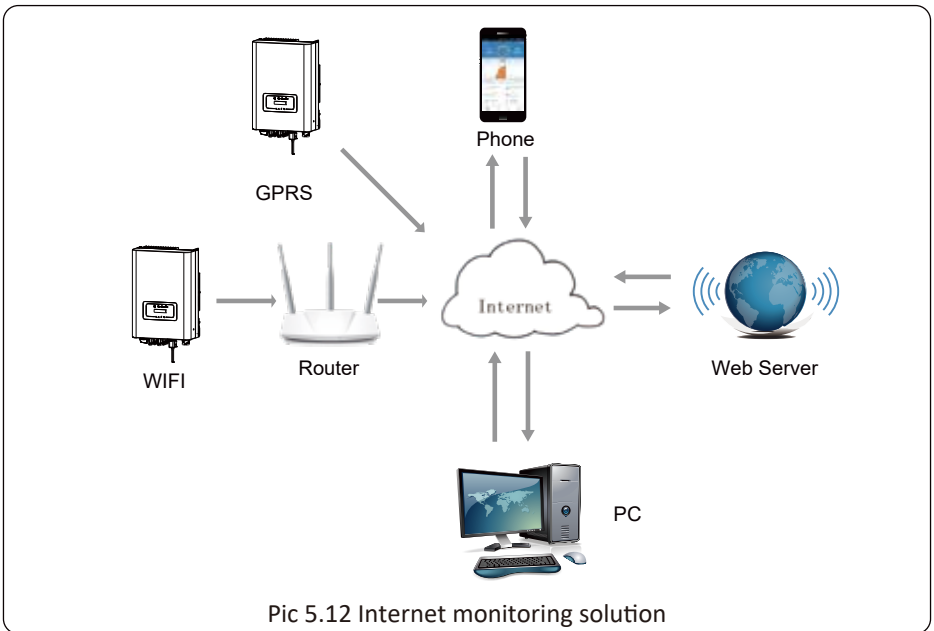 Phone
GPRS
Internet
WIFI
Router
Web Server
PC
Pic 5.12 Internet monitoring solution